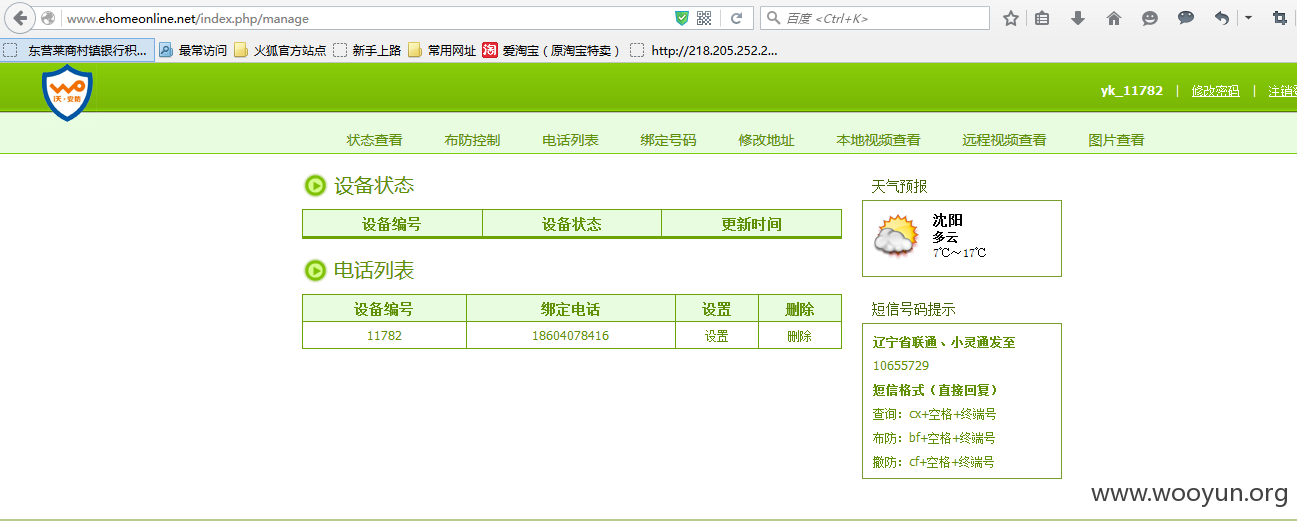 www.ehomeonline.net/index.php/manage
百度 <Ctrl+K>
东营莱商村镇银行积... 最常访问 火狐官方站点 新手上路 常用网址 淘 爱淘宝（原淘宝特卖） http://218.205.252.2...
沃·安防
yk_11782 | 修改密码 | 注销
状态查看 布防控制 电话列表 绑定号码 修改地址 本地视频查看 远程视频查看 图片查看
设备状态
设备编号 设备状态 更新时间
电话列表
设备编号 绑定电话 设置 删除
11782 18604078416 设置 删除
天气预报
沈阳
多云
7℃～17℃
短信号码提示
辽宁省联通、小灵通发至
10655729
短信格式（直接回复）
查询：cx+空格+终端号
布防：bf+空格+终端号
撤防：cf+空格+终端号
www.wooyun.org